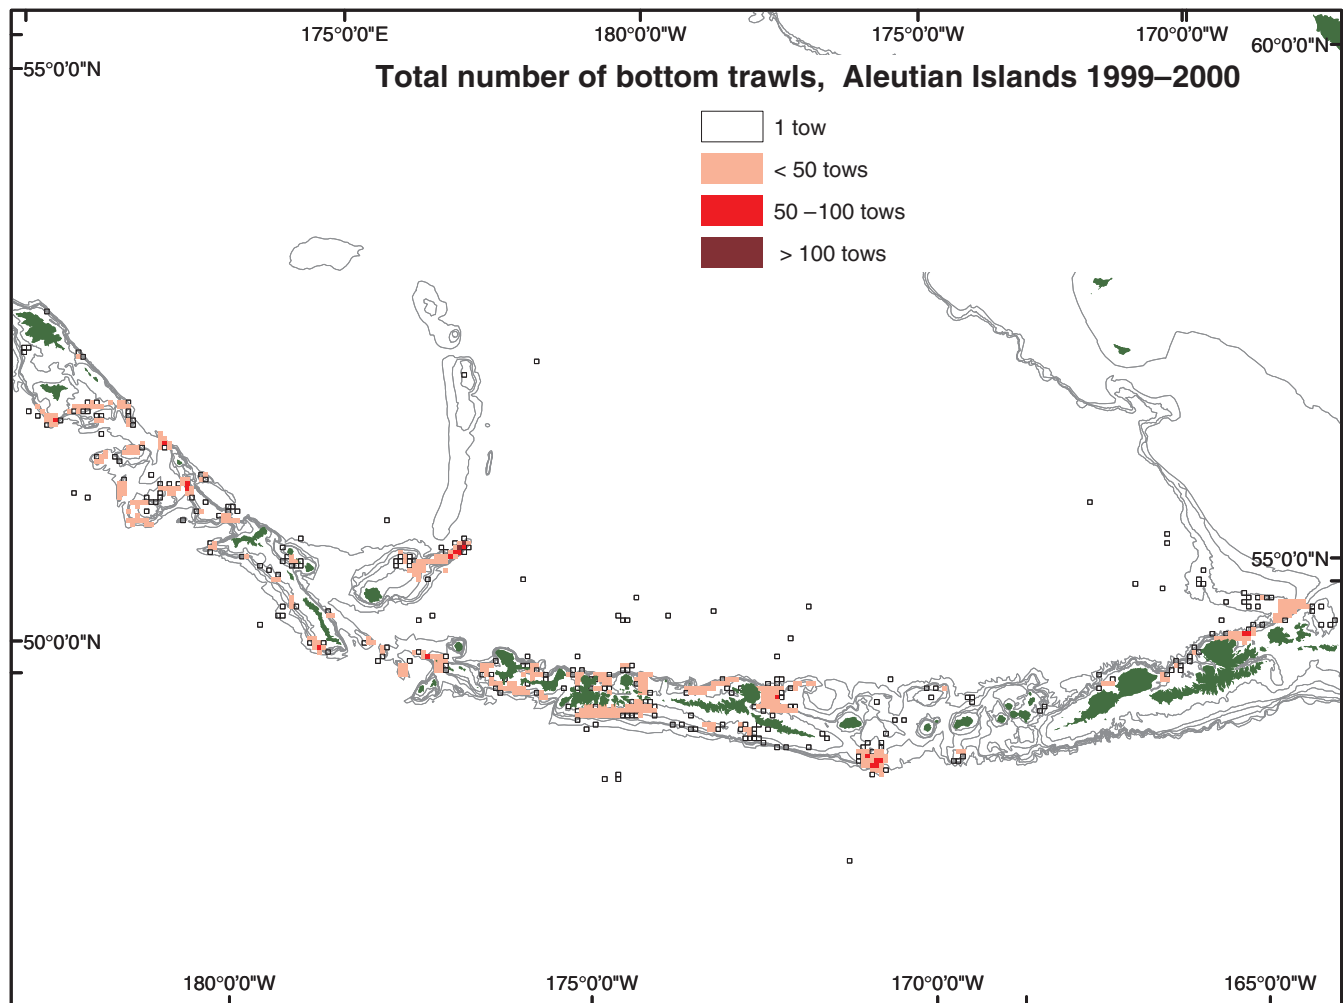 175°0'0"E 180°0'0"W 175°0'0"W 170°0'0"W
60°0'0"N
55°0'0"N
Total number of bottom trawls, Aleutian Islands 1999–2000
1 tow
< 50 tows
50 –100 tows
> 100 tows
55°0'0"N
50°0'0"N
180°0'0"W 175°0'0"W 170°0'0"W 165°0'0"W